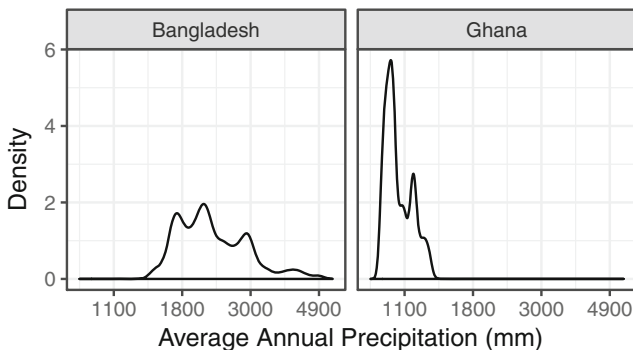 Bangladesh Ghana
6
4
2
0
Density
1100 1800 3000 4900 1100 1800 3000 4900
Average Annual Precipitation (mm)